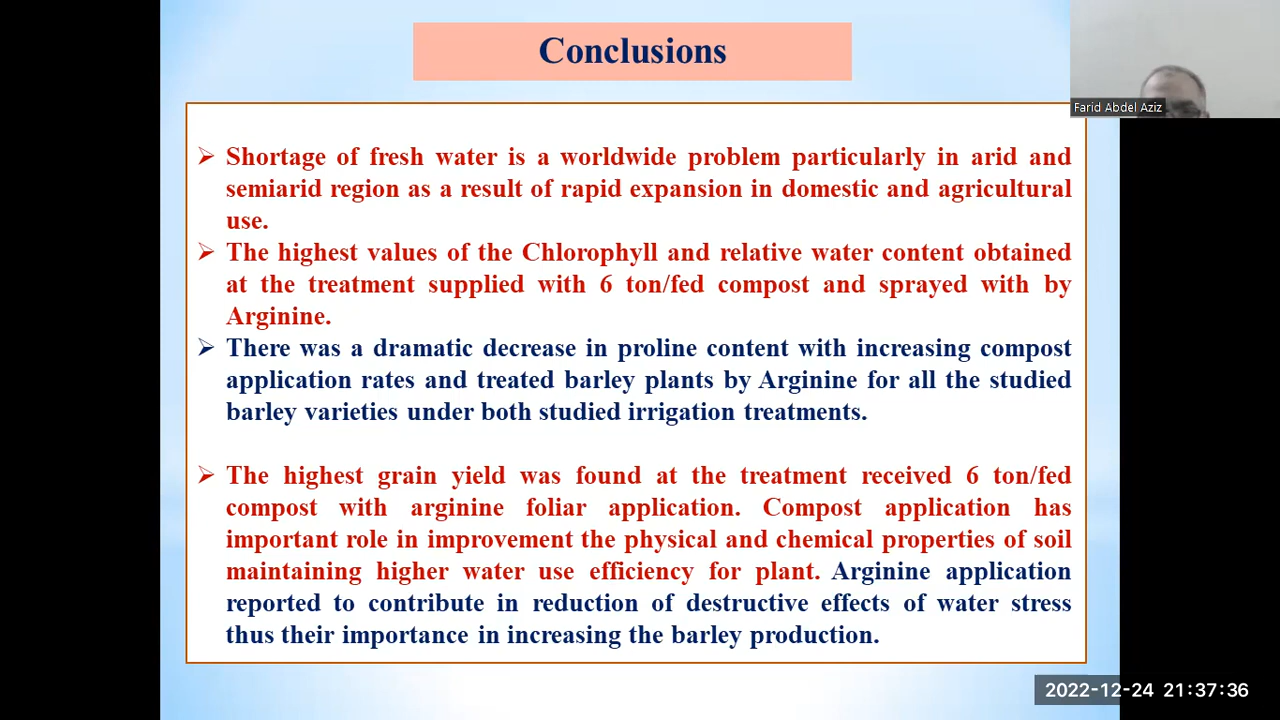 Conclusions
Farid Abdel Aziz
➢ Shortage of fresh water is a worldwide problem particularly in arid and
semiarid region as a result of rapid expansion in domestic and agricultural
use.
➢ The highest values of the Chlorophyll and relative water content obtained
at the treatment supplied with 6 ton/fed compost and sprayed with by
Arginine.
➢ There was a dramatic decrease in proline content with increasing compost
application rates and treated barley plants by Arginine for all the studied
barley varieties under both studied irrigation treatments.
➢ The highest grain yield was found at the treatment received 6 ton/fed
compost with arginine foliar application. Compost application has
important role in improvement the physical and chemical properties of soil
maintaining higher water use efficiency for plant. Arginine application
reported to contribute in reduction of destructive effects of water stress
thus their importance in increasing the barley production.
2022-12-24 21:37:36